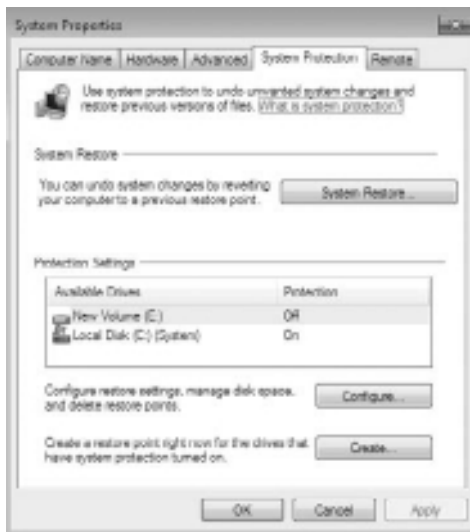 System Properties
Computer Name
Hardware
Advanced
System Protection
Remote
Use system protection to undo unwanted system changes and
restore previous versions of files. What is system protection?
System Restore
You can undo system changes by reverting
your computer to a previous restore point.
System Restore...
Protection Settings
Available Drives
Protection
New Volume (E:)
Off
Local Disk (C:) (System)
On
Configure restore settings, manage disk space,
and delete restore points.
Configure...
Create a restore point right now for the drives that
have system protection turned on.
Create...
OK
Cancel
Apply